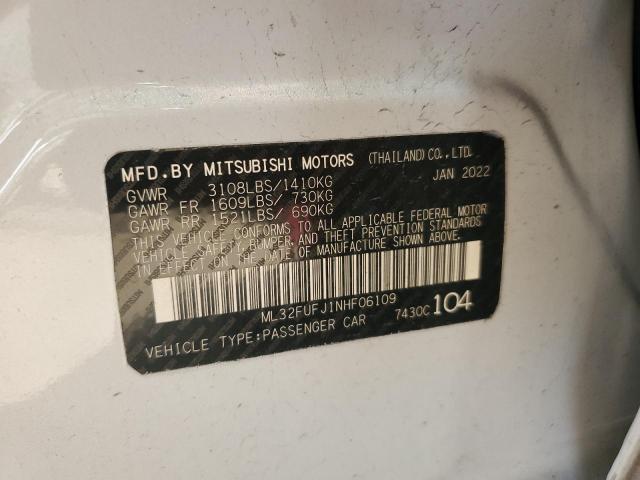 MFD.BY MITSUBISHI MOTORS (THAILAND)CO.,LTD.
JAN 2022
GVWR 3108LBS/1410KG
GAWR FR 1609LBS/ 730KG
GAWR RR 1521LBS/ 690KG
THIS VEHICLE CONFORMS TO ALL APPLICABLE FEDERAL MOTOR
VEHICLE SAFETY, BUMPER, AND THEFT PREVENTION STANDARDS
IN EFFECT ON THE DATE OF MANUFACTURE SHOWN ABOVE.
ML32FUFJ1NHF06109
7430C 104
VEHICLE TYPE:PASSENGER CAR